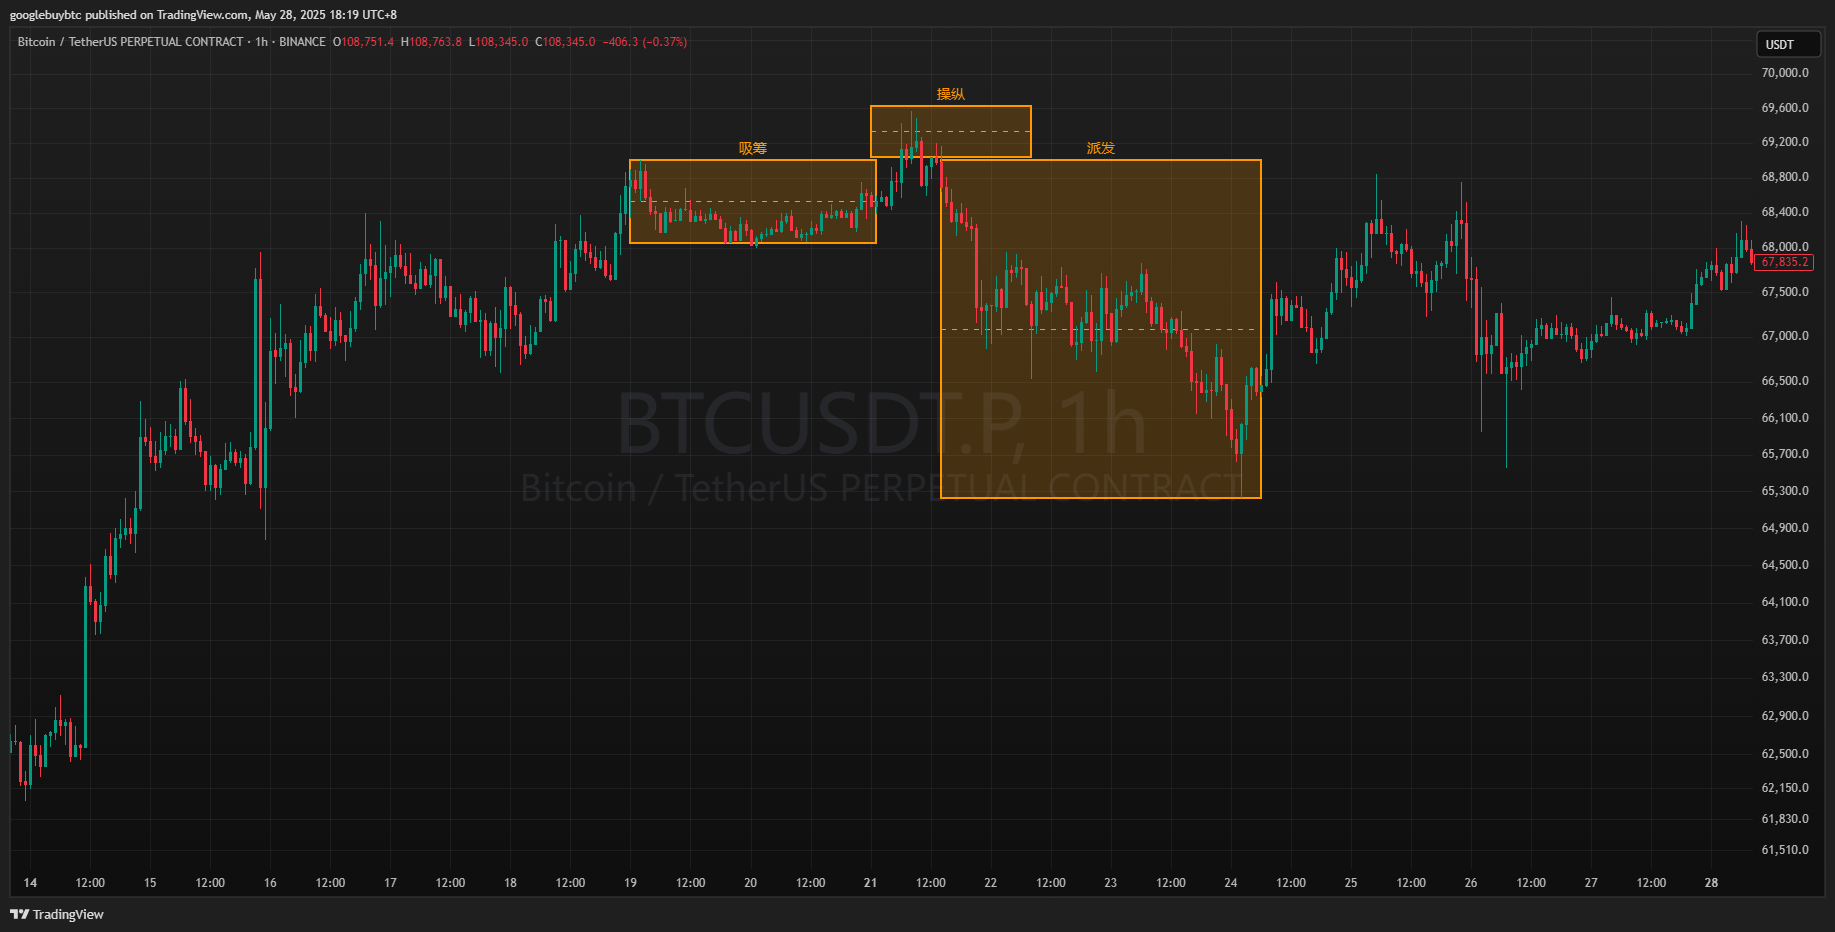 googlebuybtc published on TradingView.com, May 28, 2025 18:19 UTC+8
Bitcoin / TetherUS PERPETUAL CONTRACT · 1h · BINANCE O108,751.4 H108,763.8 L108,345.0 C108,345.0 −406.3 (−0.37%)
USDT
70,000.0
操纵
69,600.0
吸筹
派发
69,200.0
68,800.0
68,400.0
68,000.0
67,835.2
67,500.0
67,000.0
66,500.0
BTCUSDT.P, 1h
66,100.0
65,700.0
Bitcoin / TetherUS PERPETUAL CONTRACT
65,300.0
64,900.0
64,500.0
64,100.0
63,700.0
63,300.0
62,900.0
62,500.0
62,150.0
61,830.0
61,510.0
14 12:00 15 12:00 16 12:00 17 12:00 18 12:00 19 12:00 20 12:00 21 12:00 22 12:00 23 12:00 24 12:00 25 12:00 26 12:00 27 12:00 28
TradingView